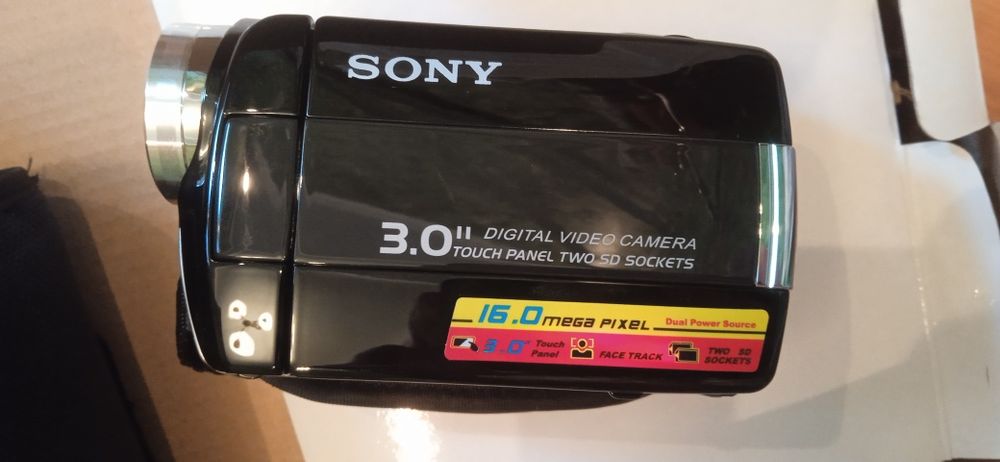 SONY
3.0" DIGITAL VIDEO CAMERA
TOUCH PANEL TWO SD SOCKETS
16.0 mega pixel Dual Power Source
3.0" Touch Panel FACE TRACK TWO SD SOCKETS